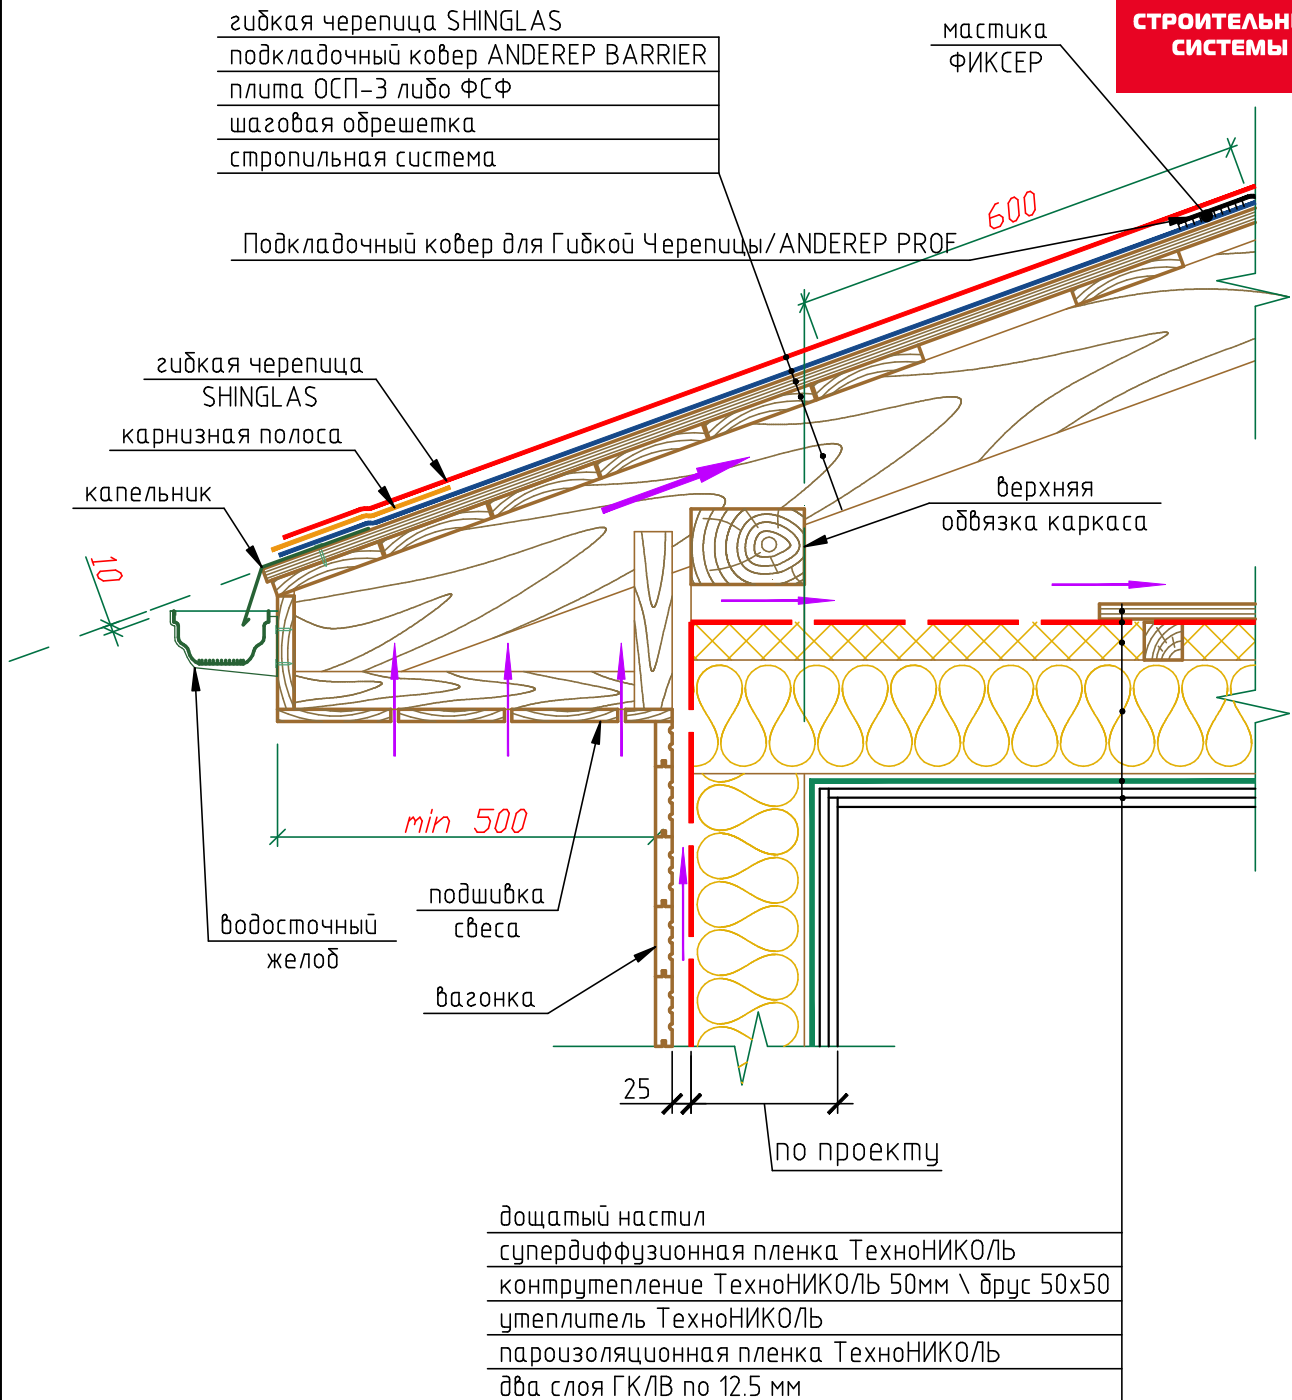 гибкая черепица SHINGLAS
подкладочный ковер ANDEREP BARRIER
плита ОСП-3 либо ФСФ
шаговая обрешетка
стропильная система
мастика
ФИКСЕР
СИСТЕМЫ
600
Подкладочный ковер для Гибкой Черепицы/ANDEREP PROF
гибкая черепица
SHINGLAS
карнизная полоса
капельник
верхняя
обвязка каркаса
10
min 500
подшивка
свеса
водосточный
желоб
вагонка
25
по проекту
дощатый настил
супердиффузионная пленка ТехноНИКОЛЬ
контрутепление ТехноНИКОЛЬ 50мм \ брус 50х50
утеплитель ТехноНИКОЛЬ
пароизоляционная пленка ТехноНИКОЛЬ
два слоя ГКЛВ по 12.5 мм